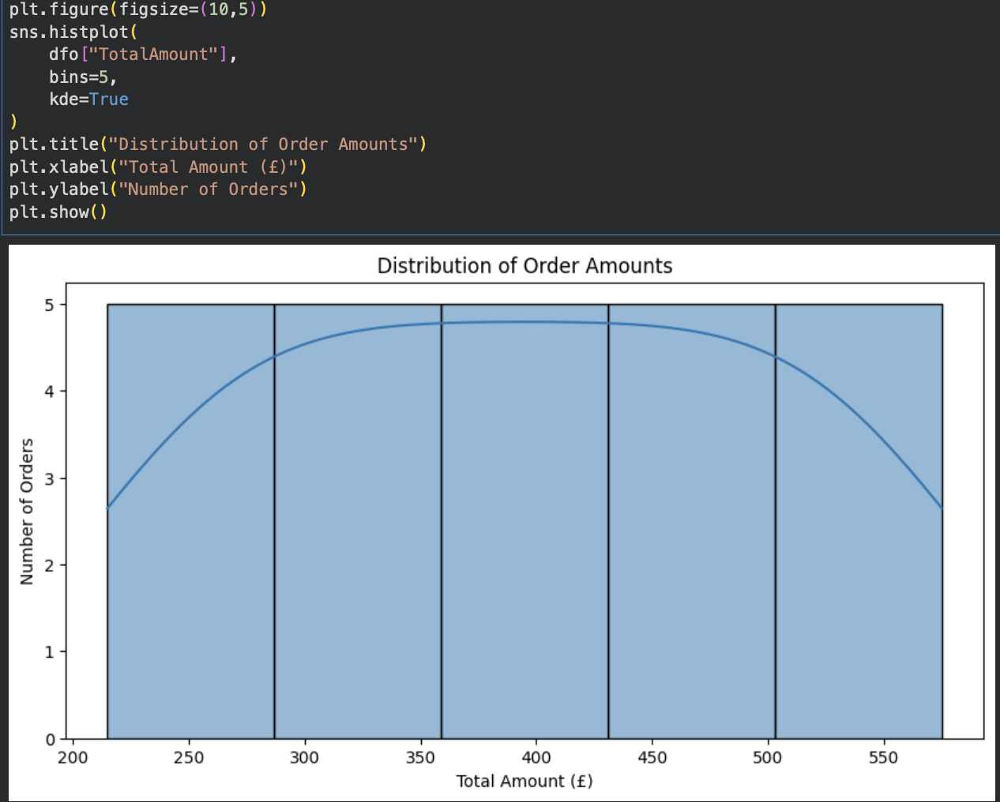 plt.figure(figsize=(10,5))
sns.histplot(
    dfo["TotalAmount"],
    bins=5,
    kde=True
)
plt.title("Distribution of Order Amounts")
plt.xlabel("Total Amount (£)")
plt.ylabel("Number of Orders")
plt.show()
Distribution of Order Amounts
5
4
3
2
1
0
Number of Orders
200 250 300 350 400 450 500 550
Total Amount (£)